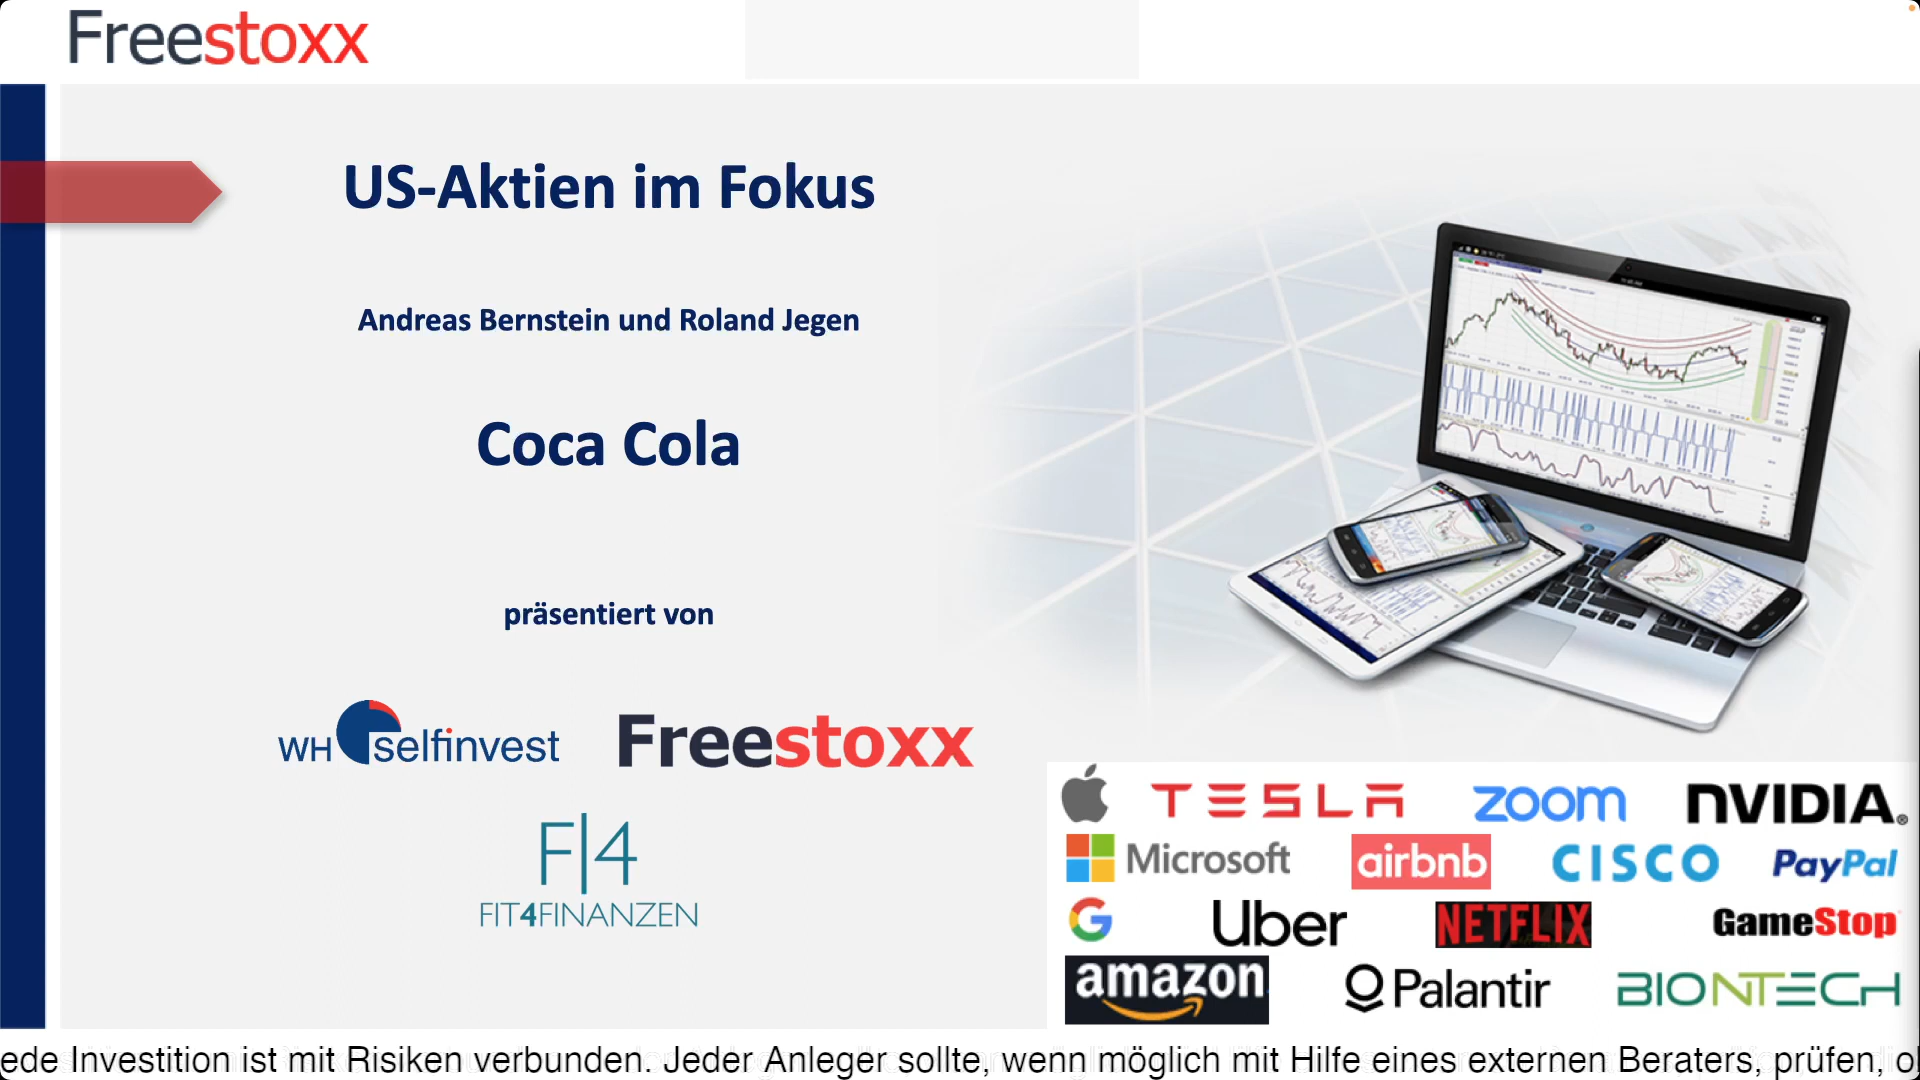 Freestoxx
US-Aktien im Fokus
Andreas Bernstein und Roland Jegen
Coca Cola
präsentiert von
WH selfinvest
Freestoxx
F|4
FIT4FINANZEN
TESLA
zoom
NVIDIA®
Microsoft
airbnb
CISCO
PayPal
G
Uber
NETFLIX
GameStop
amazon
Palantir
BIONTECH
ede Investition ist mit Risiken verbunden. Jeder Anleger sollte, wenn möglich mit Hilfe eines externen Beraters, prüfen, o